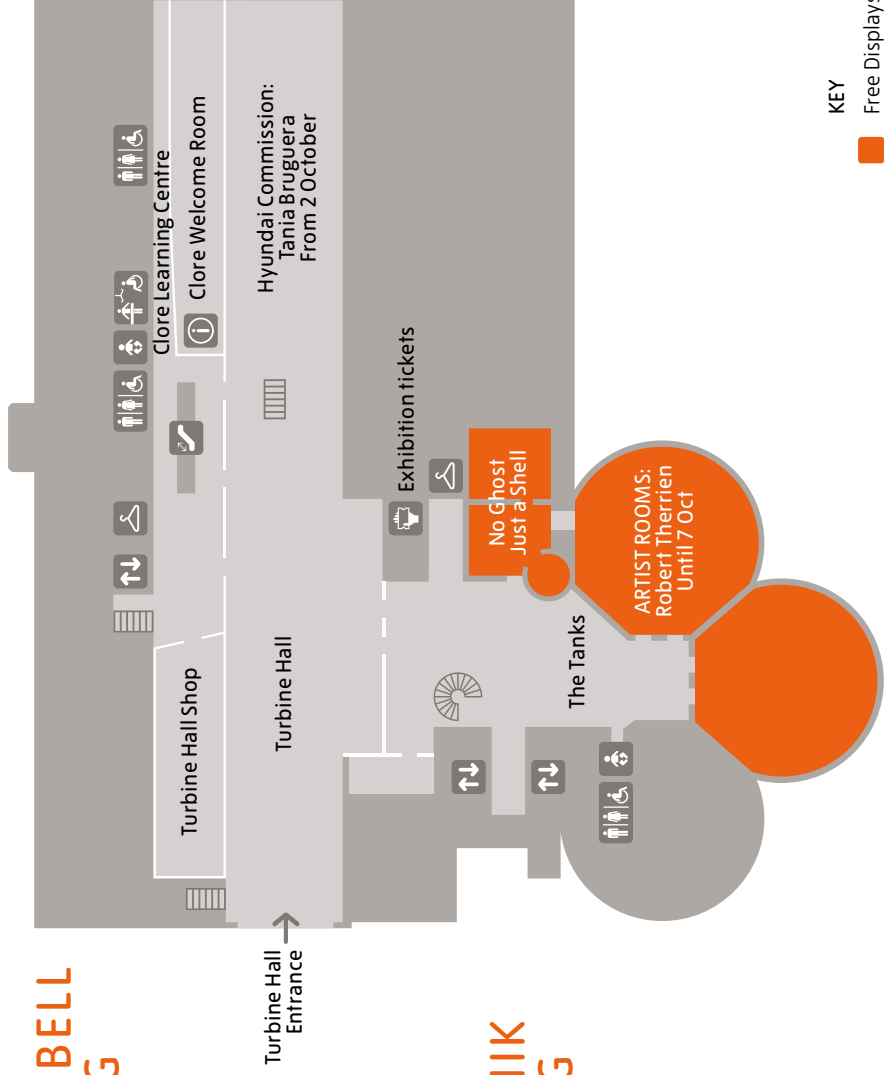 BELL
G
Clore Learning Centre
Clore Welcome Room
Turbine Hall Shop
Turbine Hall
Entrance
Turbine Hall
Hyundai Commission:
Tania Bruguera
From 2 October
Exhibition tickets
No Ghost
Just a Shell
IK
G
The Tanks
ARTIST ROOMS:
Robert Therrien
Until 7 Oct
KEY
Free Displays